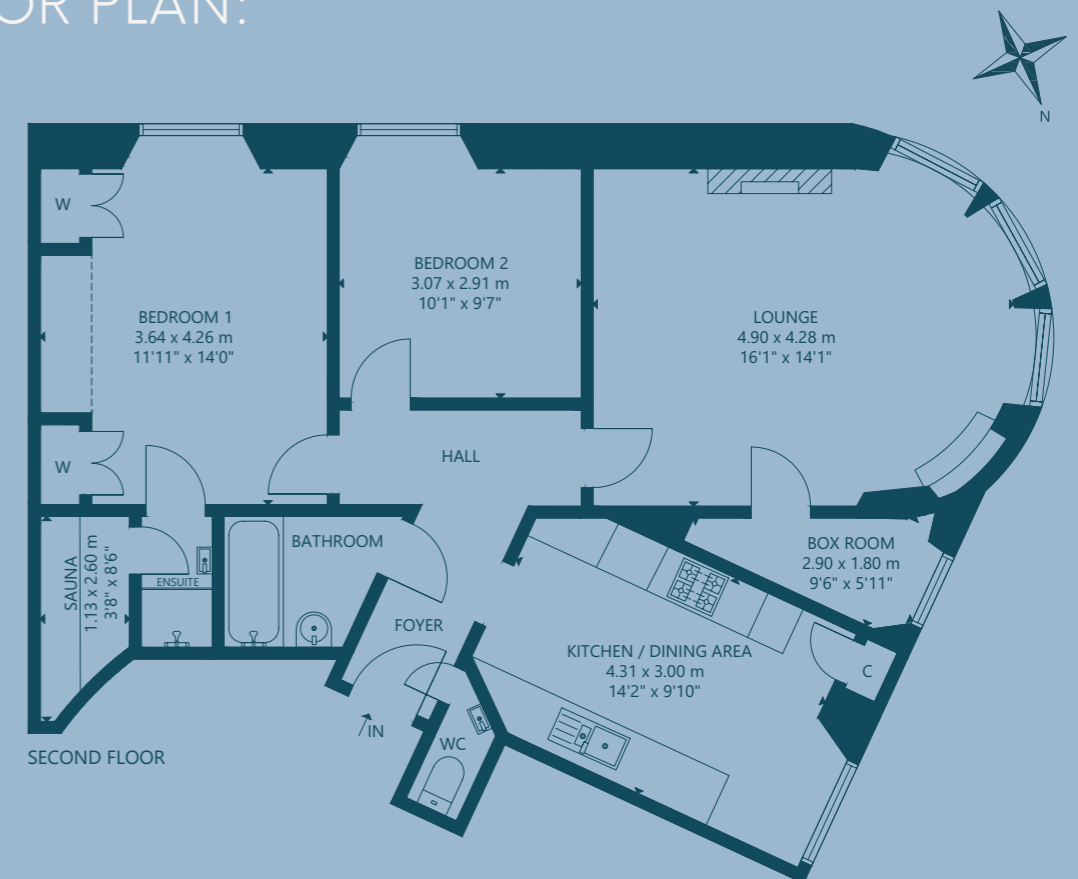 OR PLAN:
N
W
BEDROOM 1
3.64 x 4.26 m
11'11" x 14'0"
BEDROOM 2
3.07 x 2.91 m
10'1" x 9'7"
LOUNGE
4.90 x 4.28 m
16'1" x 14'1"
W
HALL
SAUNA
1.13 x 2.60 m
3'8" x 8'6"
ENSUITE
BATHROOM
BOX ROOM
2.90 x 1.80 m
9'6" x 5'11"
FOYER
KITCHEN / DINING AREA
4.31 x 3.00 m
14'2" x 9'10"
C
IN
WC
SECOND FLOOR